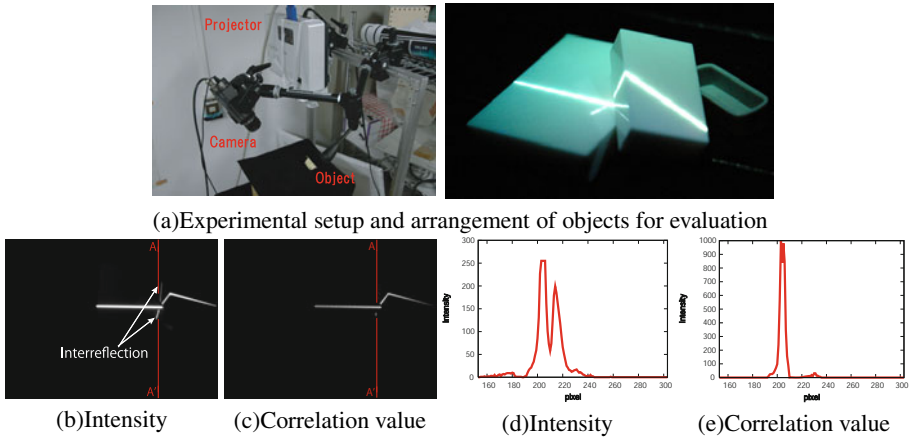 Projector
Camera
Object
(a)Experimental setup and arrangement of objects for evaluation
A
Interreflection
A'
(b)Intensity
A
A'
(c)Correlation value
300
250
200
150
100
50
0
Intensity
160 180 200 220 240 260 280 300
pixel
(d)Intensity
1000
900
800
700
600
500
400
300
200
100
0
Intensity
160 180 200 220 240 260 280 300
pixel
(e)Correlation value